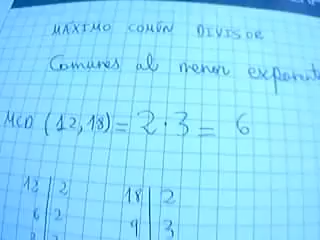 MÁXIMO COMÚN DIVISOR
Comunes al menor
MCD (12,18) = 2 · 3 = 6
12 | 2 18 | 2
6 | 2 9 | 3